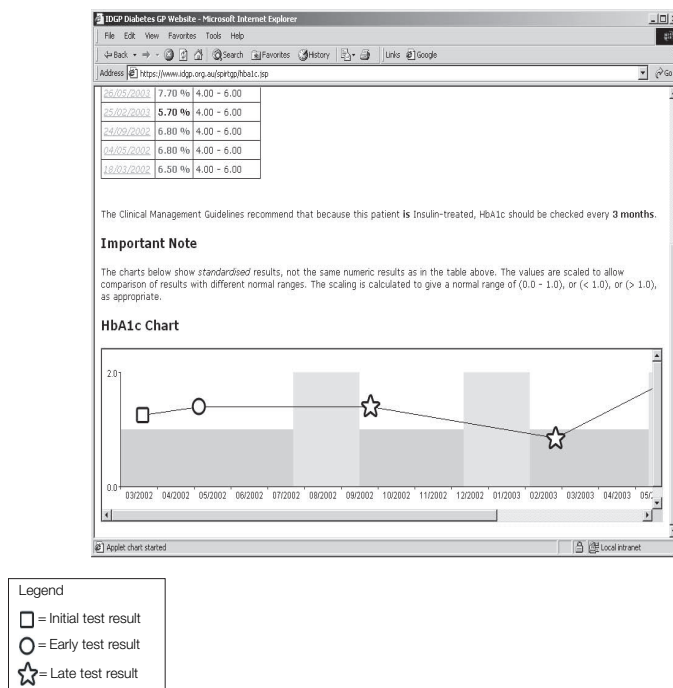 IDGP Diabetes GP Website - Microsoft Internet Explorer
File Edit View Favorites Tools Help
Back Search Favorites History Links Google
Address https://www.idgp.org.au/spirtgp/hba1c.jsp Go
26/05/2003 7.70 % 4.00 - 6.00
25/02/2003 5.70 % 4.00 - 6.00
24/09/2002 6.80 % 4.00 - 6.00
04/05/2002 6.80 % 4.00 - 6.00
18/03/2002 6.50 % 4.00 - 6.00
The Clinical Management Guidelines recommend that because this patient is Insulin-treated, HbA1c should be checked every 3 months.
Important Note
The charts below show standardised results, not the same numeric results as in the table above. The values are scaled to allow
comparison of results with different normal ranges. The scaling is calculated to give a normal range of (0.0 - 1.0), or (< 1.0), or (> 1.0),
as appropriate.
HbA1c Chart
2.0
0.0
03/2002 04/2002 05/2002 06/2002 07/2002 08/2002 09/2002 10/2002 11/2002 12/2002 01/2003 02/2003 03/2003 04/2003 05/2
Applet chart started Local intranet
Legend
= Initial test result
= Early test result
= Late test result